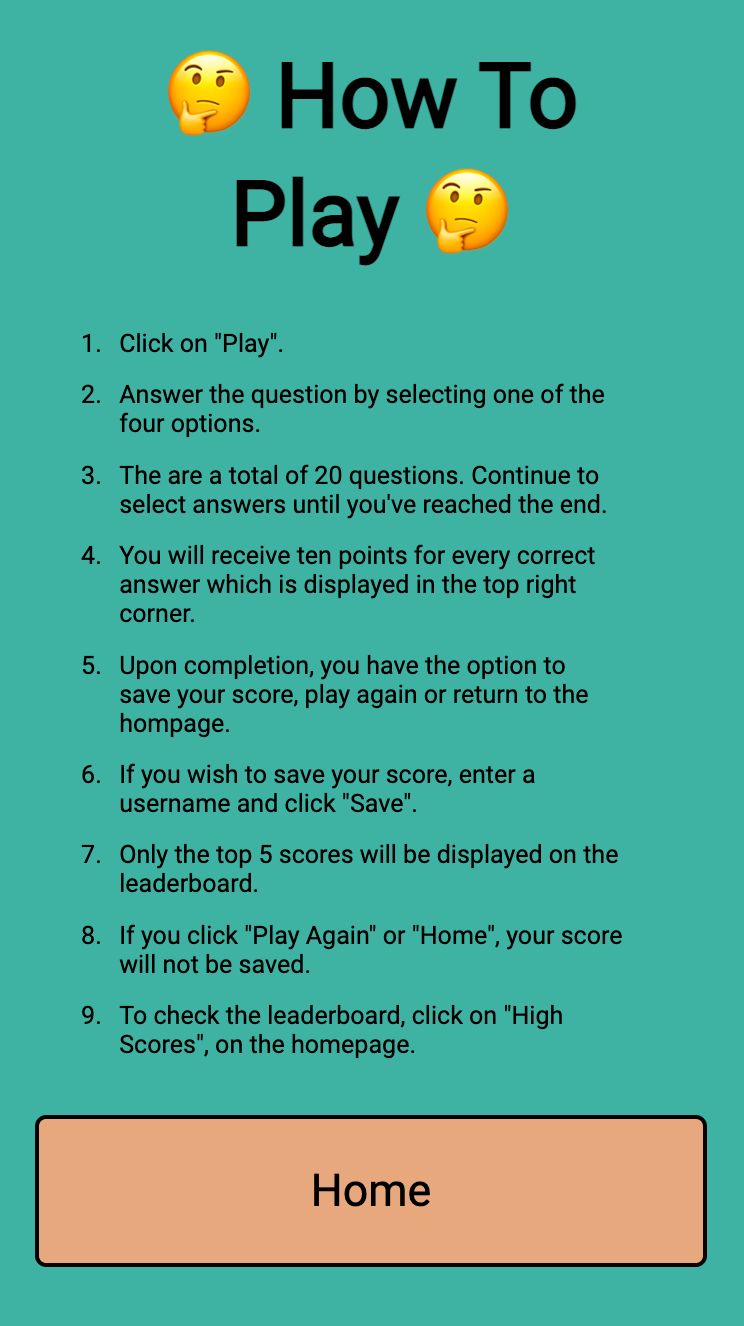 🤔 How To
Play 🤔
1. Click on "Play".
2. Answer the question by selecting one of the
four options.
3. The are a total of 20 questions. Continue to
select answers until you've reached the end.
4. You will receive ten points for every correct
answer which is displayed in the top right
corner.
5. Upon completion, you have the option to
save your score, play again or return to the
hompage.
6. If you wish to save your score, enter a
username and click "Save".
7. Only the top 5 scores will be displayed on the
leaderboard.
8. If you click "Play Again" or "Home", your score
will not be saved.
9. To check the leaderboard, click on "High
Scores", on the homepage.
Home